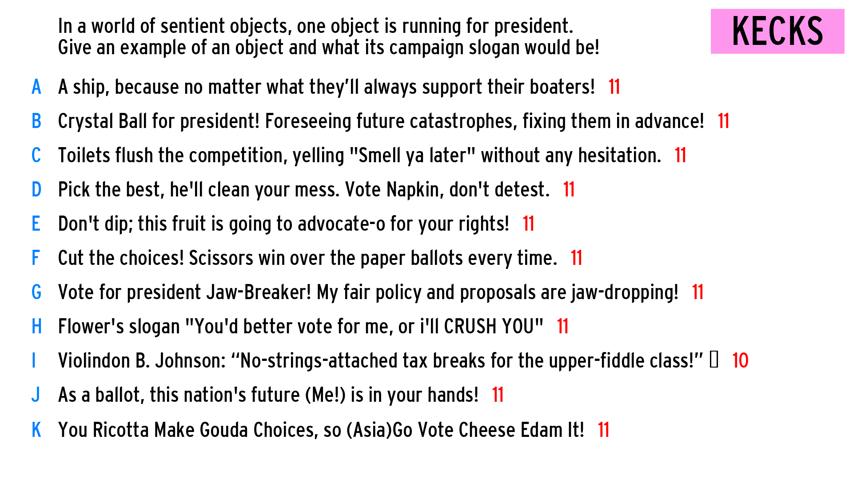 In a world of sentient objects, one object is running for president.
Give an example of an object and what its campaign slogan would be!
KECKS
A A ship, because no matter what they’ll always support their boaters! 11
B Crystal Ball for president! Foreseeing future catastrophes, fixing them in advance! 11
C Toilets flush the competition, yelling "Smell ya later" without any hesitation. 11
D Pick the best, he'll clean your mess. Vote Napkin, don't detest. 11
E Don't dip; this fruit is going to advocate-o for your rights! 11
F Cut the choices! Scissors win over the paper ballots every time. 11
G Vote for president Jaw-Breaker! My fair policy and proposals are jaw-dropping! 11
H Flower's slogan "You'd better vote for me, or i'll CRUSH YOU" 11
I Violindon B. Johnson: “No-strings-attached tax breaks for the upper-fiddle class!” 10
J As a ballot, this nation's future (Me!) is in your hands! 11
K You Ricotta Make Gouda Choices, so (Asia)Go Vote Cheese Edam It! 11